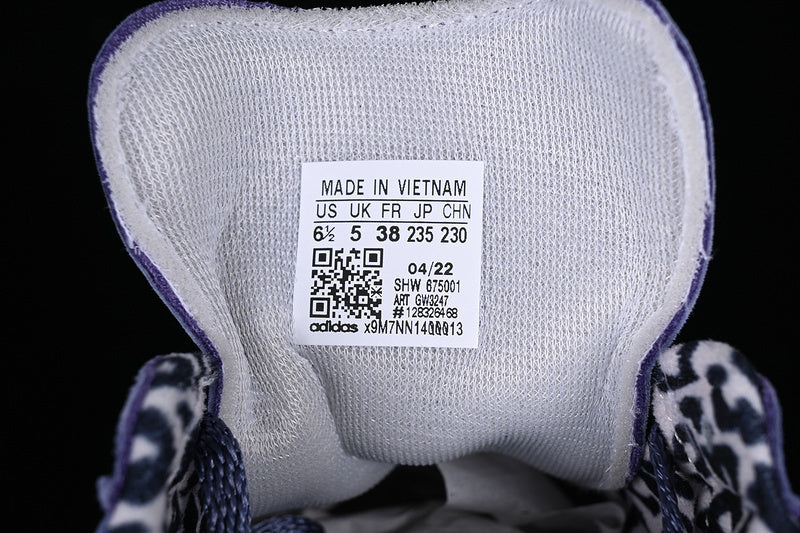 MADE IN VIETNAM
US UK FR JP CHN
6½ 5 38 235 230
04/22
SHW 675001
ART GW3247
#128326468
adidas